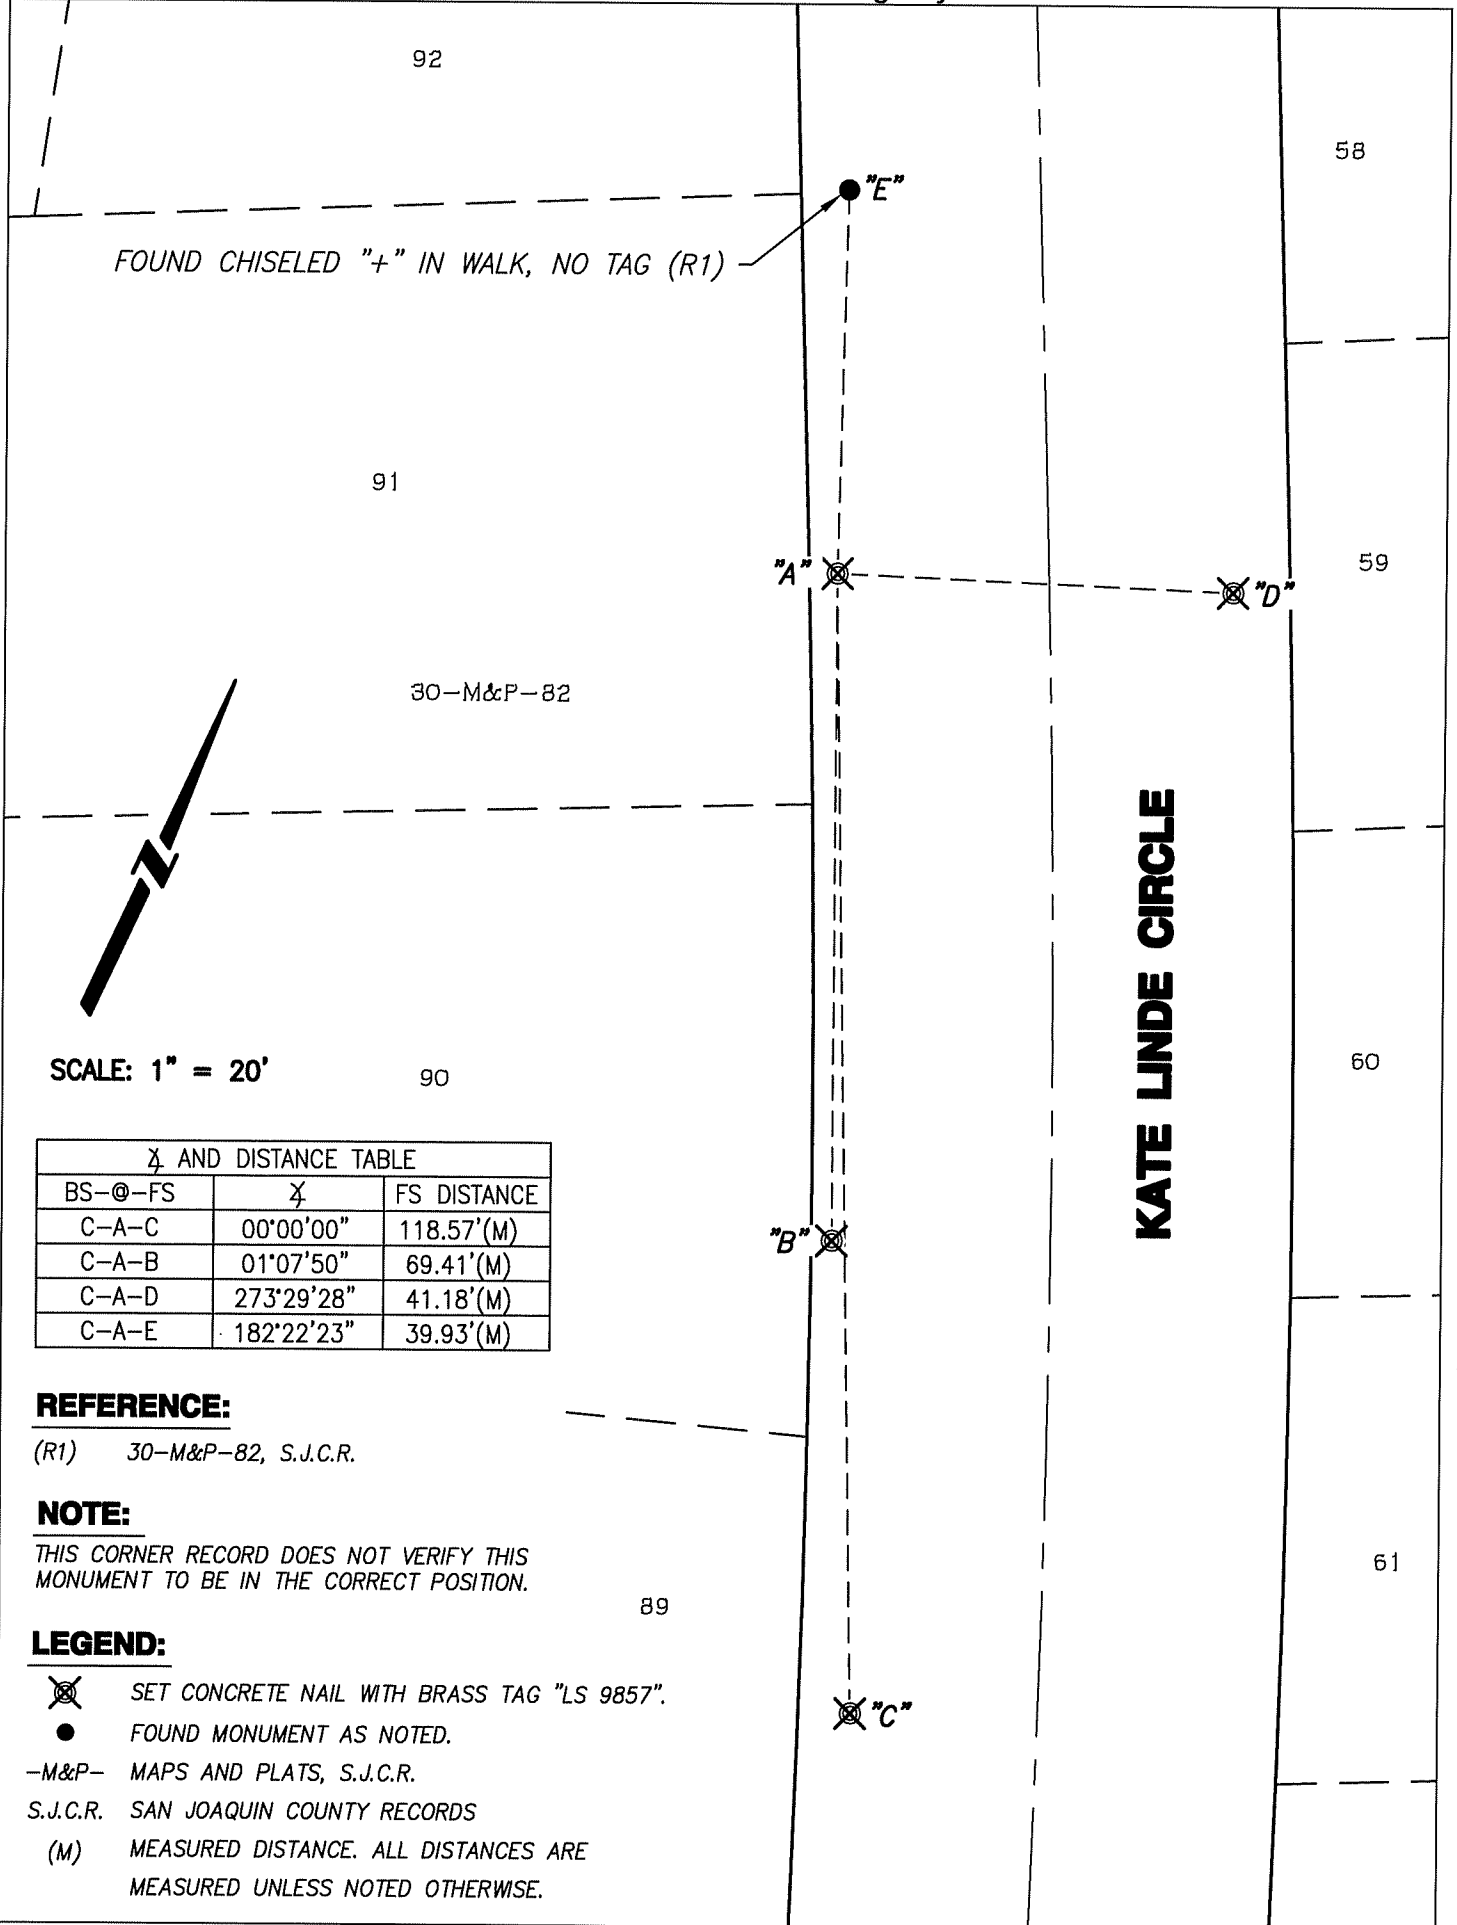 92
58
"E"
FOUND CHISELED "+" IN WALK, NO TAG (R1)
91
"A"
59
"D"
30-M&P-82
N
KATE LINDE CIRCLE
SCALE: 1" = 20'
90
60
∡ AND DISTANCE TABLE
BS-@-FS ∡ FS DISTANCE
C-A-C 00°00'00" 118.57'(M)
C-A-B 01°07'50" 69.41'(M)
C-A-D 273°29'28" 41.18'(M)
C-A-E 182°22'23" 39.93'(M)
"B"
REFERENCE:
(R1) 30-M&P-82, S.J.C.R.
NOTE:
THIS CORNER RECORD DOES NOT VERIFY THIS
MONUMENT TO BE IN THE CORRECT POSITION.
61
89
LEGEND:
SET CONCRETE NAIL WITH BRASS TAG "LS 9857".
"C"
FOUND MONUMENT AS NOTED.
-M&P- MAPS AND PLATS, S.J.C.R.
S.J.C.R. SAN JOAQUIN COUNTY RECORDS
(M) MEASURED DISTANCE. ALL DISTANCES ARE
MEASURED UNLESS NOTED OTHERWISE.